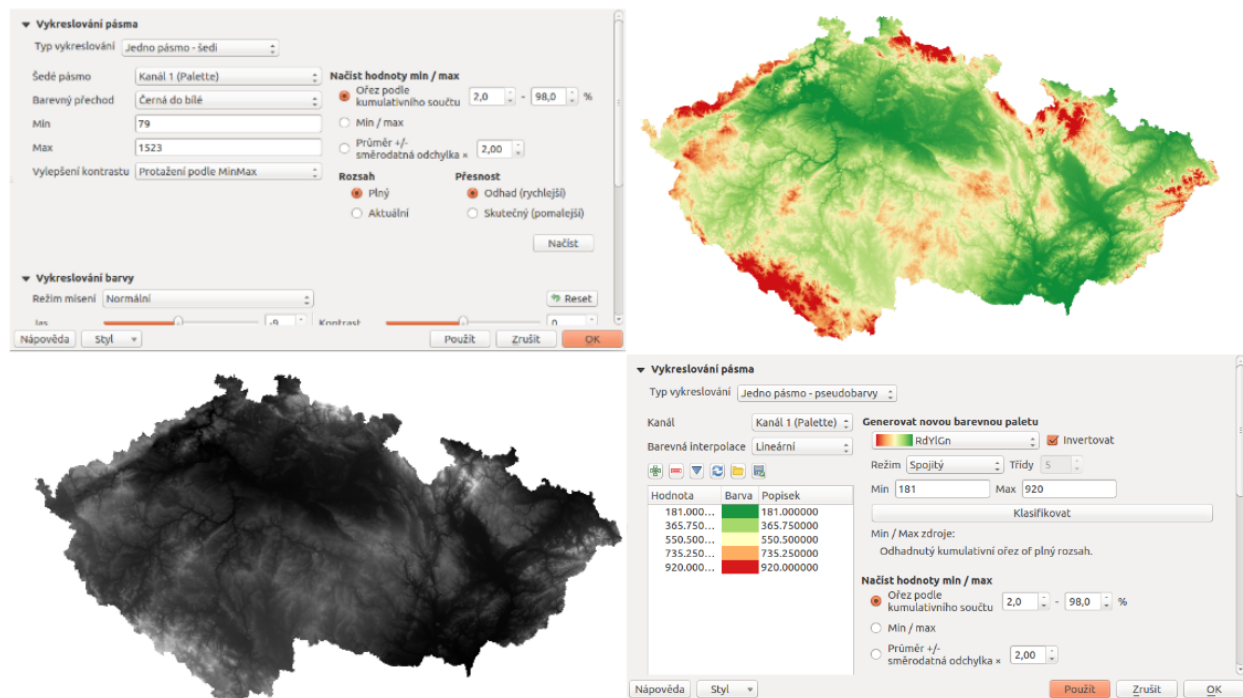 Vykreslování pásma
Typ vykreslování Jedno pásmo - šedi
Šedé pásmo Kanál 1 (Palette)
Barevný přechod Černá do bílé
Min 79
Max 1523
Vylepšení kontrastu Protažení podle MinMax
Načíst hodnoty min / max
Ořez podle
kumulativního součtu 2,0 - 98,0 %
Min / max
Průměr +/-
směrodatná odchylka × 2,00
Rozsah Přesnost
Plný Odhad (rychlejší)
Aktuální Skutečný (pomalejší)
Načíst
Vykreslování barvy
Režim mísení Normální Reset
Jas -9 Kontrast 0
Nápověda Styl Použít Zrušit OK
Vykreslování pásma
Typ vykreslování Jedno pásmo - pseudobarvy
Kanál Kanál 1 (Palette)
Barevná interpolace Lineární
Hodnota Barva Popisek
181.000... 181.000000
365.750... 365.750000
550.500... 550.500000
735.250... 735.250000
920.000... 920.000000
Generovat novou barevnou paletu
RdYlGn Invertovat
Režim Spojitý Třídy 5
Min 181 Max 920
Klasifikovat
Min / Max zdroje:
Odhadnutý kumulativní ořez of plný rozsah.
Načíst hodnoty min / max
Ořez podle
kumulativního součtu 2,0 - 98,0 %
Min / max
Průměr +/-
směrodatná odchylka × 2,00
Nápověda Styl Použít Zrušit OK